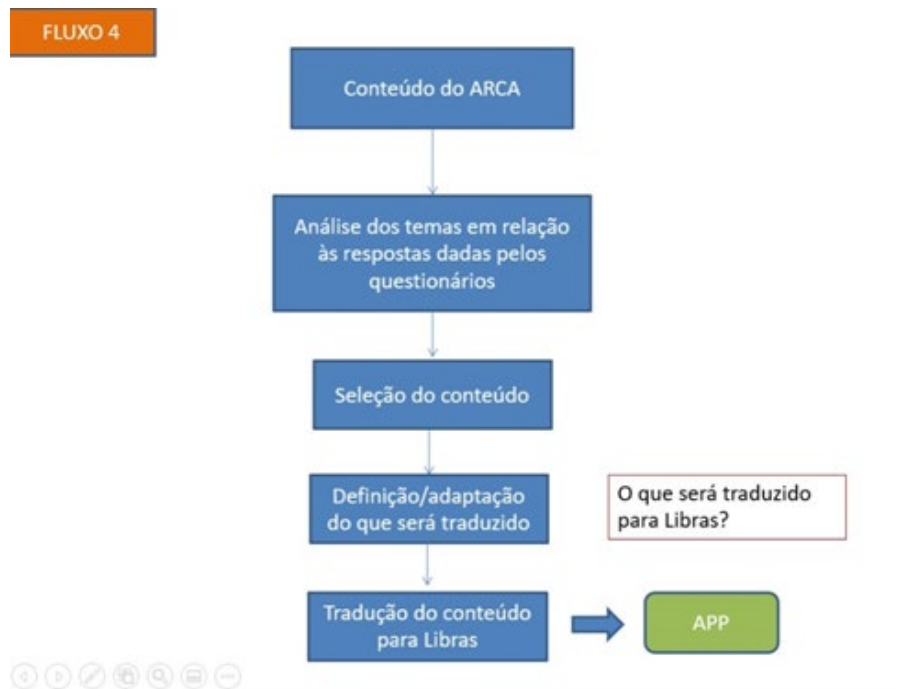 FLUXO 4
Conteúdo do ARCA
Análise dos temas em relação
às respostas dadas pelos
questionários
Seleção do conteúdo
Definição/adaptação
do que será traduzido
O que será traduzido
para Libras?
Tradução do conteúdo
para Libras
APP